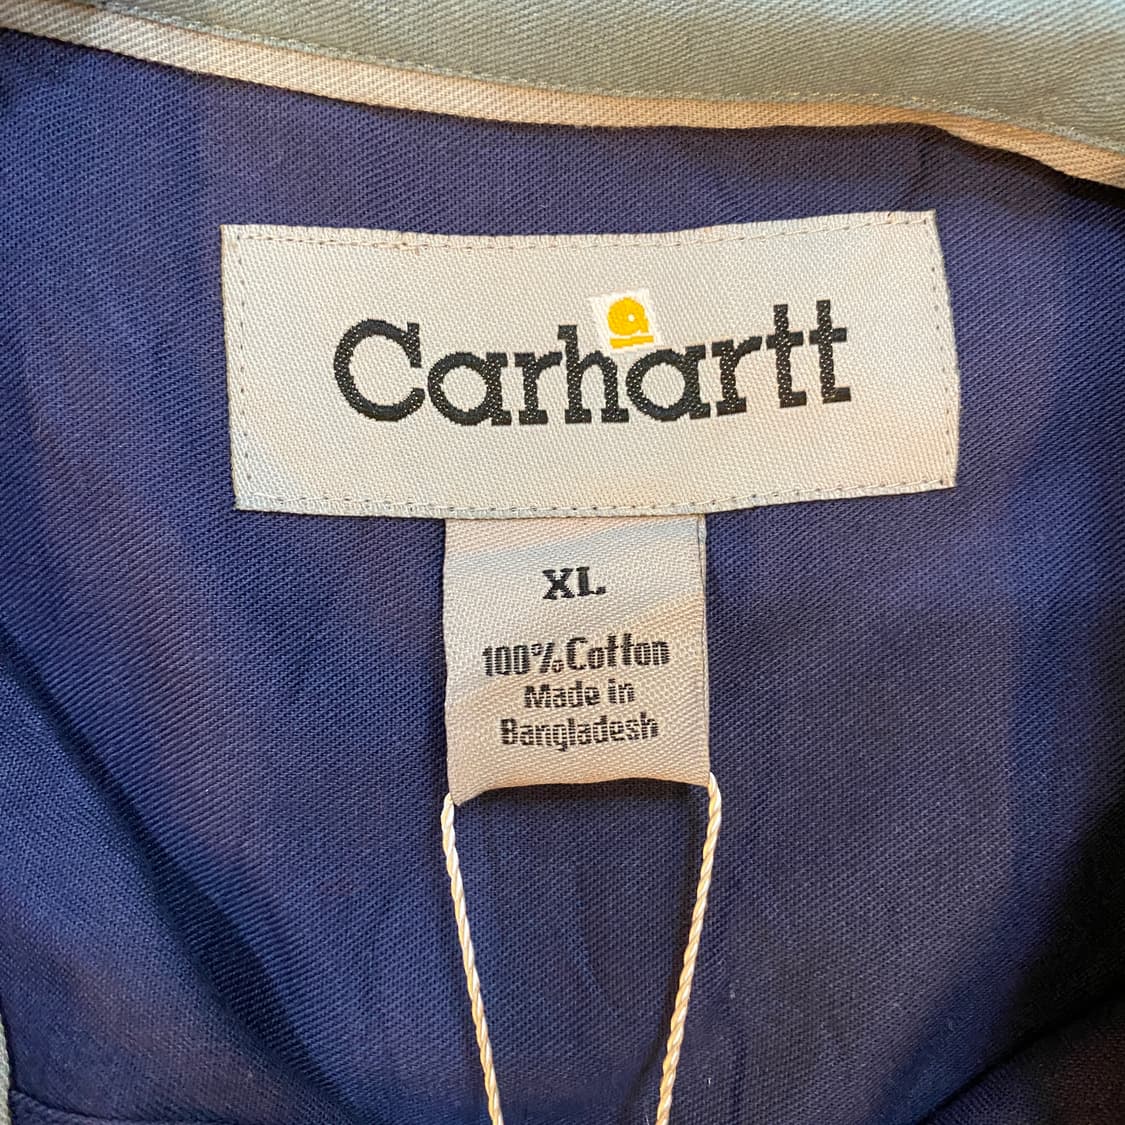 Carhartt
XL
100% Cotton
Made in
Bangladesh